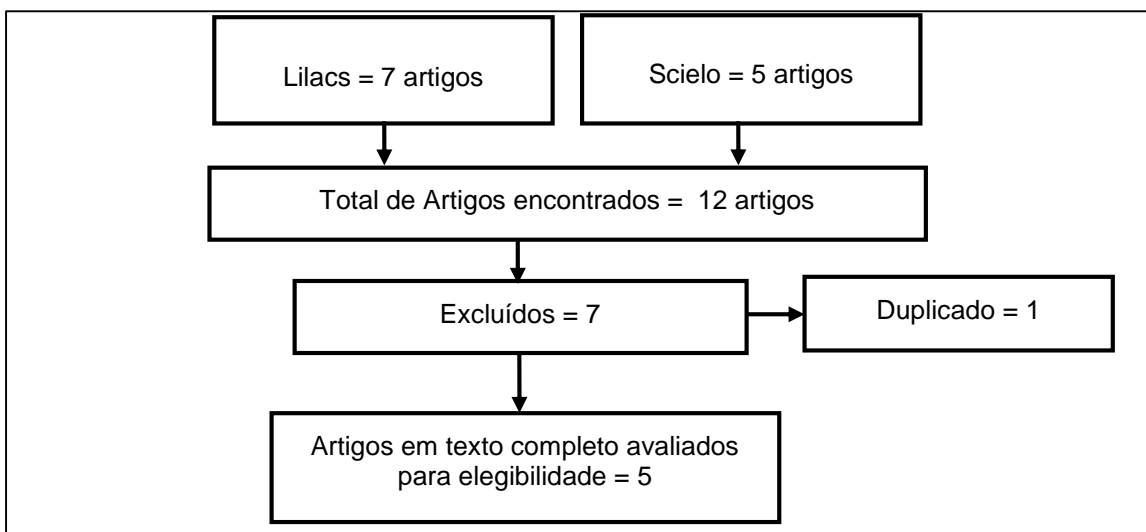 Lilacs = 7 artigos
Scielo = 5 artigos
Total de Artigos encontrados = 12 artigos
Excluídos = 7
Duplicado = 1
Artigos em texto completo avaliados
para elegibilidade = 5